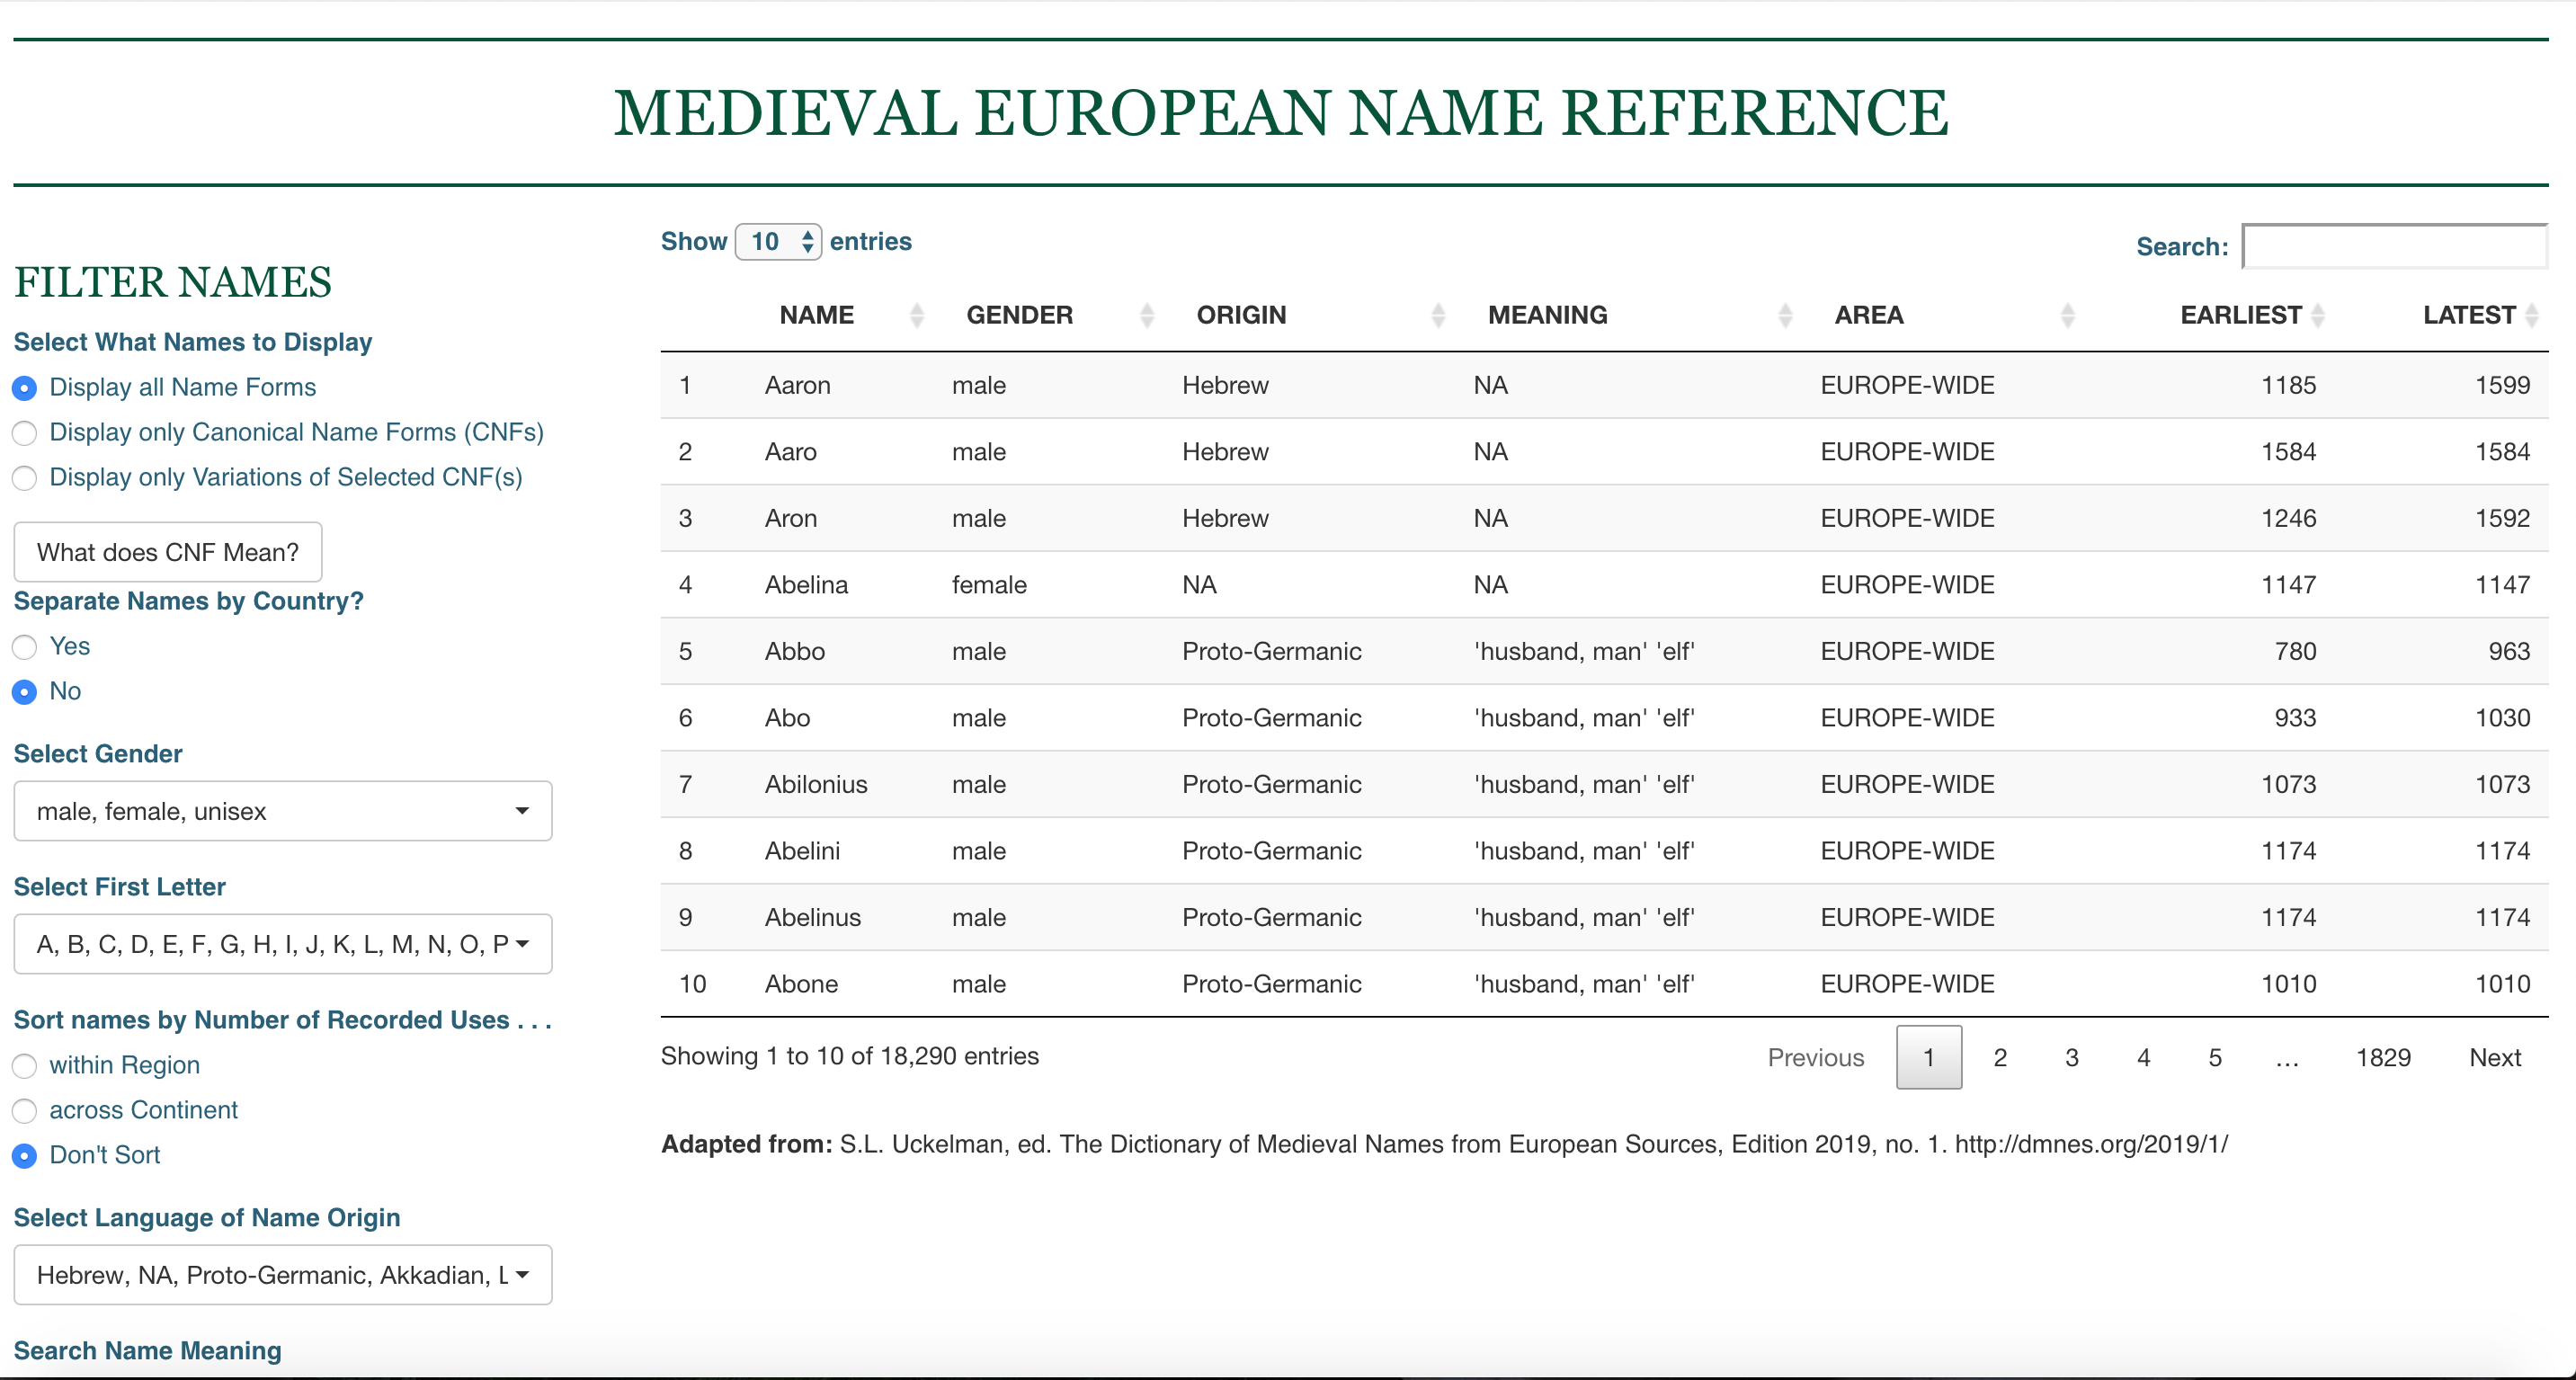 MEDIEVAL EUROPEAN NAME REFERENCE
FILTER NAMES
Select What Names to Display
Display all Name Forms
Display only Canonical Name Forms (CNFs)
Display only Variations of Selected CNF(s)
What does CNF Mean?
Separate Names by Country?
Yes
No
Select Gender
male, female, unisex
Select First Letter
A, B, C, D, E, F, G, H, I, J, K, L, M, N, O, P
Sort names by Number of Recorded Uses . . .
within Region
across Continent
Don't Sort
Select Language of Name Origin
Hebrew, NA, Proto-Germanic, Akkadian, L
Search Name Meaning
Show 10 entries
Search:
NAME GENDER ORIGIN MEANING AREA EARLIEST LATEST
1 Aaron male Hebrew NA EUROPE-WIDE 1185 1599
2 Aaro male Hebrew NA EUROPE-WIDE 1584 1584
3 Aron male Hebrew NA EUROPE-WIDE 1246 1592
4 Abelina female NA NA EUROPE-WIDE 1147 1147
5 Abbo male Proto-Germanic 'husband, man' 'elf' EUROPE-WIDE 780 963
6 Abo male Proto-Germanic 'husband, man' 'elf' EUROPE-WIDE 933 1030
7 Abilonius male Proto-Germanic 'husband, man' 'elf' EUROPE-WIDE 1073 1073
8 Abelini male Proto-Germanic 'husband, man' 'elf' EUROPE-WIDE 1174 1174
9 Abelinus male Proto-Germanic 'husband, man' 'elf' EUROPE-WIDE 1174 1174
10 Abone male Proto-Germanic 'husband, man' 'elf' EUROPE-WIDE 1010 1010
Showing 1 to 10 of 18,290 entries
Previous 1 2 3 4 5 … 1829 Next
Adapted from: S.L. Uckelman, ed. The Dictionary of Medieval Names from European Sources, Edition 2019, no. 1. http://dmnes.org/2019/1/